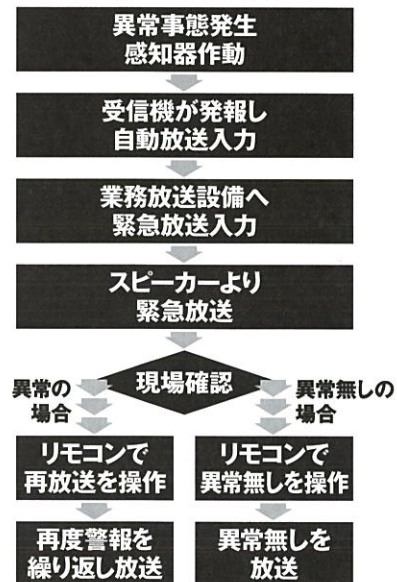 異常事態発生
感知器作動
受信機が発報し
自動放送入力
業務放送設備へ
緊急放送入力
スピーカーより
緊急放送
現場確認
異常の
場合
異常無しの
場合
リモコンで
再放送を操作
リモコンで
異常無しを操作
再度警報を
繰り返し放送
異常無しを
放送